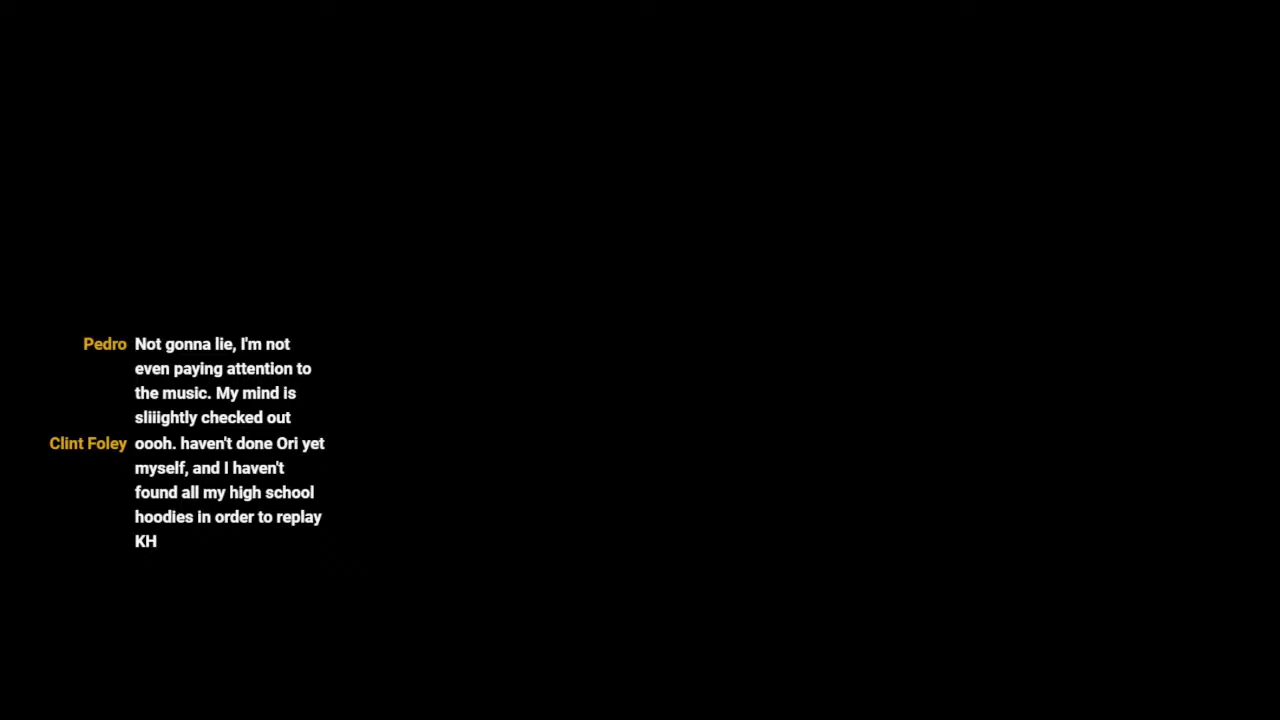 Pedro Not gonna lie, I'm not
even paying attention to
the music. My mind is
sliiightly checked out
Clint Foley oooh. haven't done Ori yet
myself, and I haven't
found all my high school
hoodies in order to replay
KH